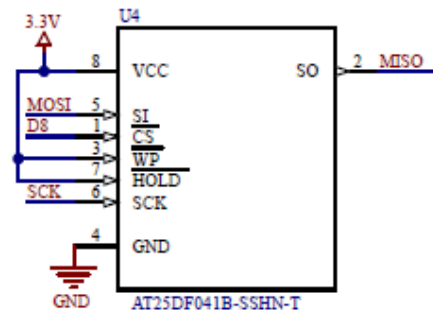 U4
3.3V
8 VCC SO 2 MISO
MOSI 5 SI
D8 1 CS
3 WP
7 HOLD
SCK 6 SCK
4 GND
GND AT25DF041B-SSHN-T